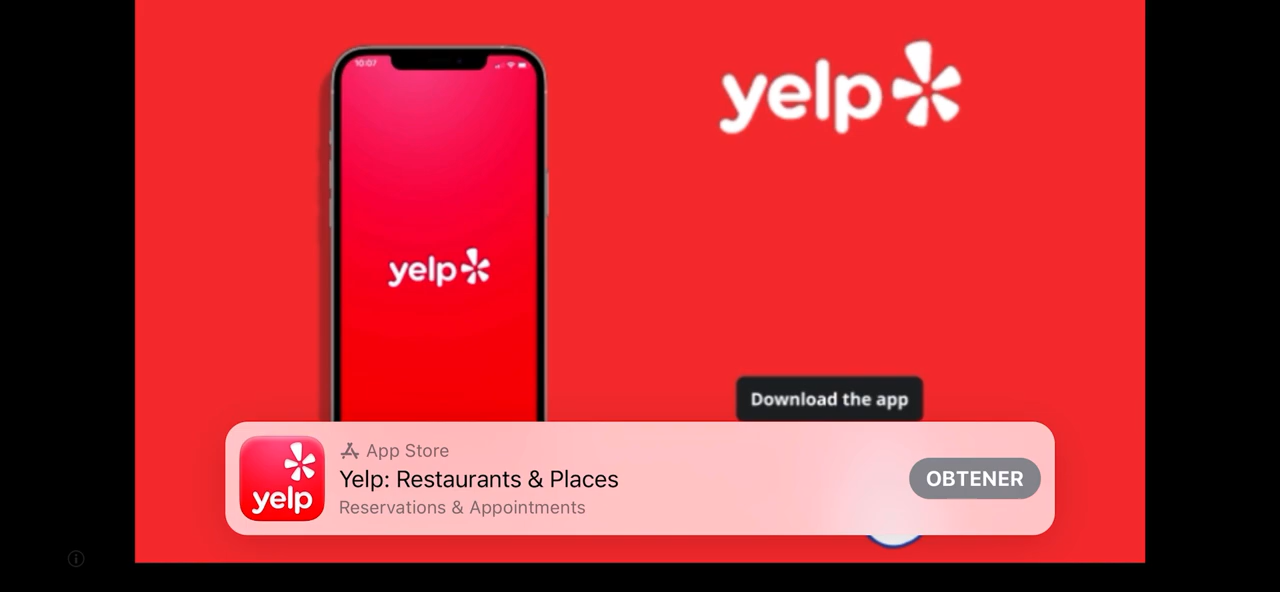 10:07
yelp
yelp
Download the app
App Store
Yelp: Restaurants & Places
Reservations & Appointments
OBTENER
yelp